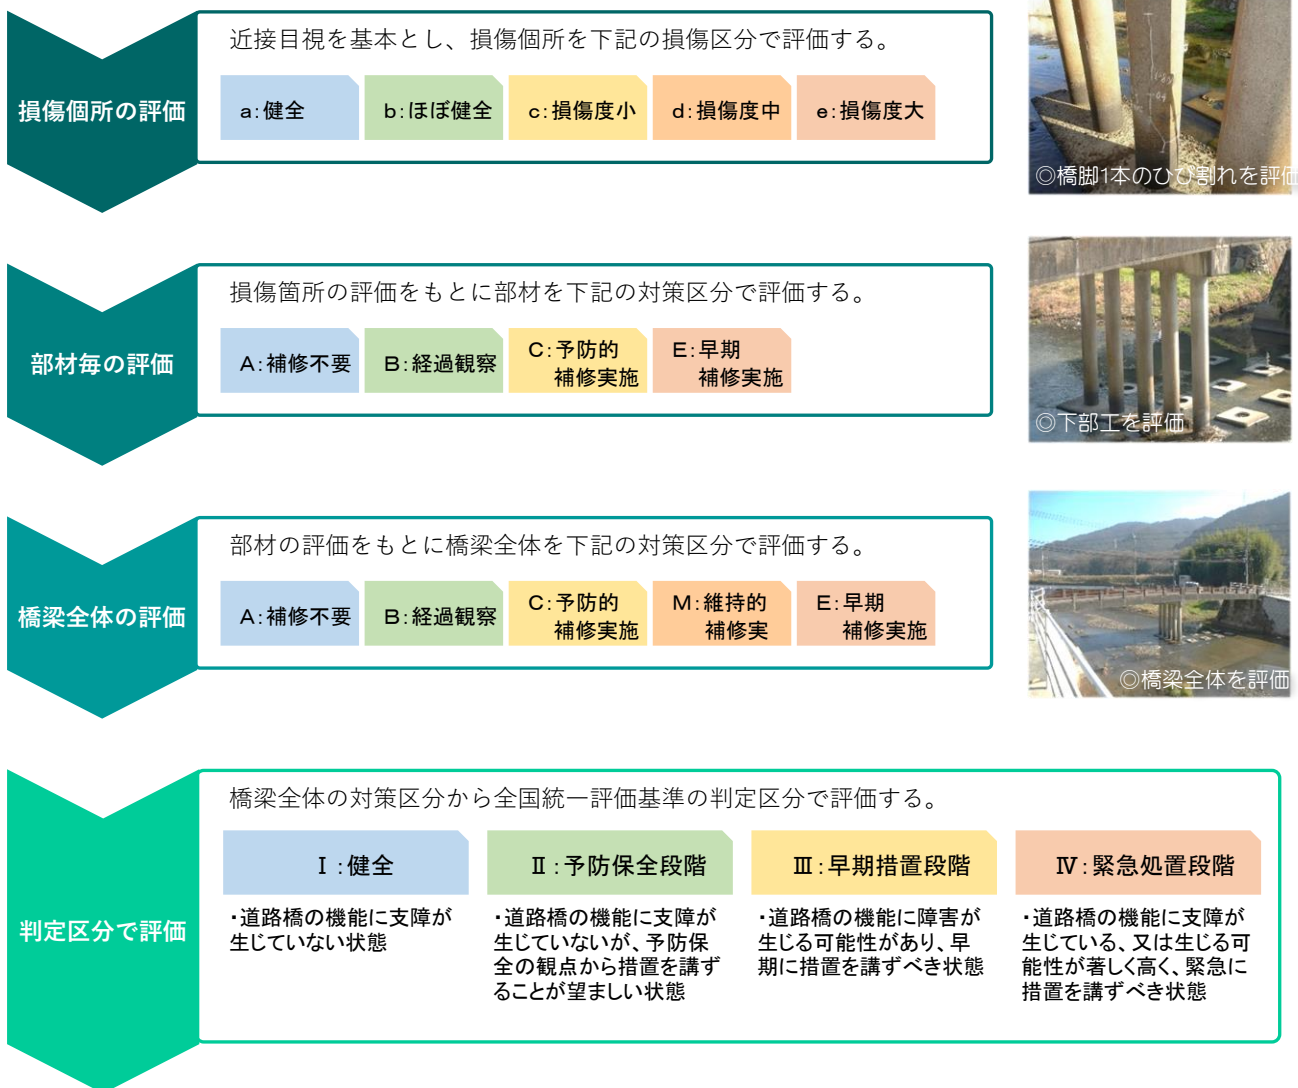 損傷個所の評価
近接目視を基本とし、損傷個所を下記の損傷区分で評価する。
a:健全
b:ほぼ健全
c:損傷度小
d:損傷度中
e:損傷度大
◎橋脚1本のひび割れを評価
部材毎の評価
損傷箇所の評価をもとに部材を下記の対策区分で評価する。
A:補修不要
B:経過観察
C:予防的
補修実施
E:早期
補修実施
◎下部工を評価
橋梁全体の評価
部材の評価をもとに橋梁全体を下記の対策区分で評価する。
A:補修不要
B:経過観察
C:予防的
補修実施
M:維持的
補修実
E:早期
補修実施
◎橋梁全体を評価
判定区分で評価
橋梁全体の対策区分から全国統一評価基準の判定区分で評価する。
Ⅰ:健全
・道路橋の機能に支障が
生じていない状態
Ⅱ:予防保全段階
・道路橋の機能に支障が
生じていないが、予防保
全の観点から措置を講ず
ることが望ましい状態
Ⅲ:早期措置段階
・道路橋の機能に障害が
生じる可能性があり、早
期に措置を講ずべき状態
Ⅳ:緊急処置段階
・道路橋の機能に支障が
生じている、又は生じる可
能性が著しく高く、緊急に
措置を講ずべき状態